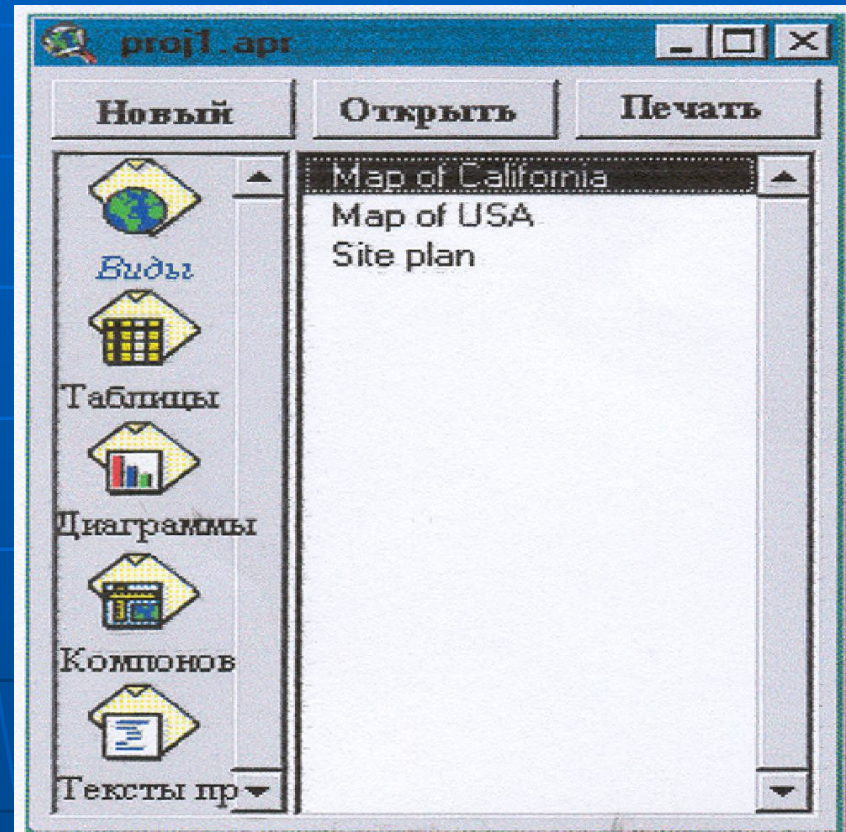 proj1.apr
Новый Открыть Печать
Map of California
Map of USA
Site plan
Виды
Таблицы
Диаграммы
Компонов
Тексты пр